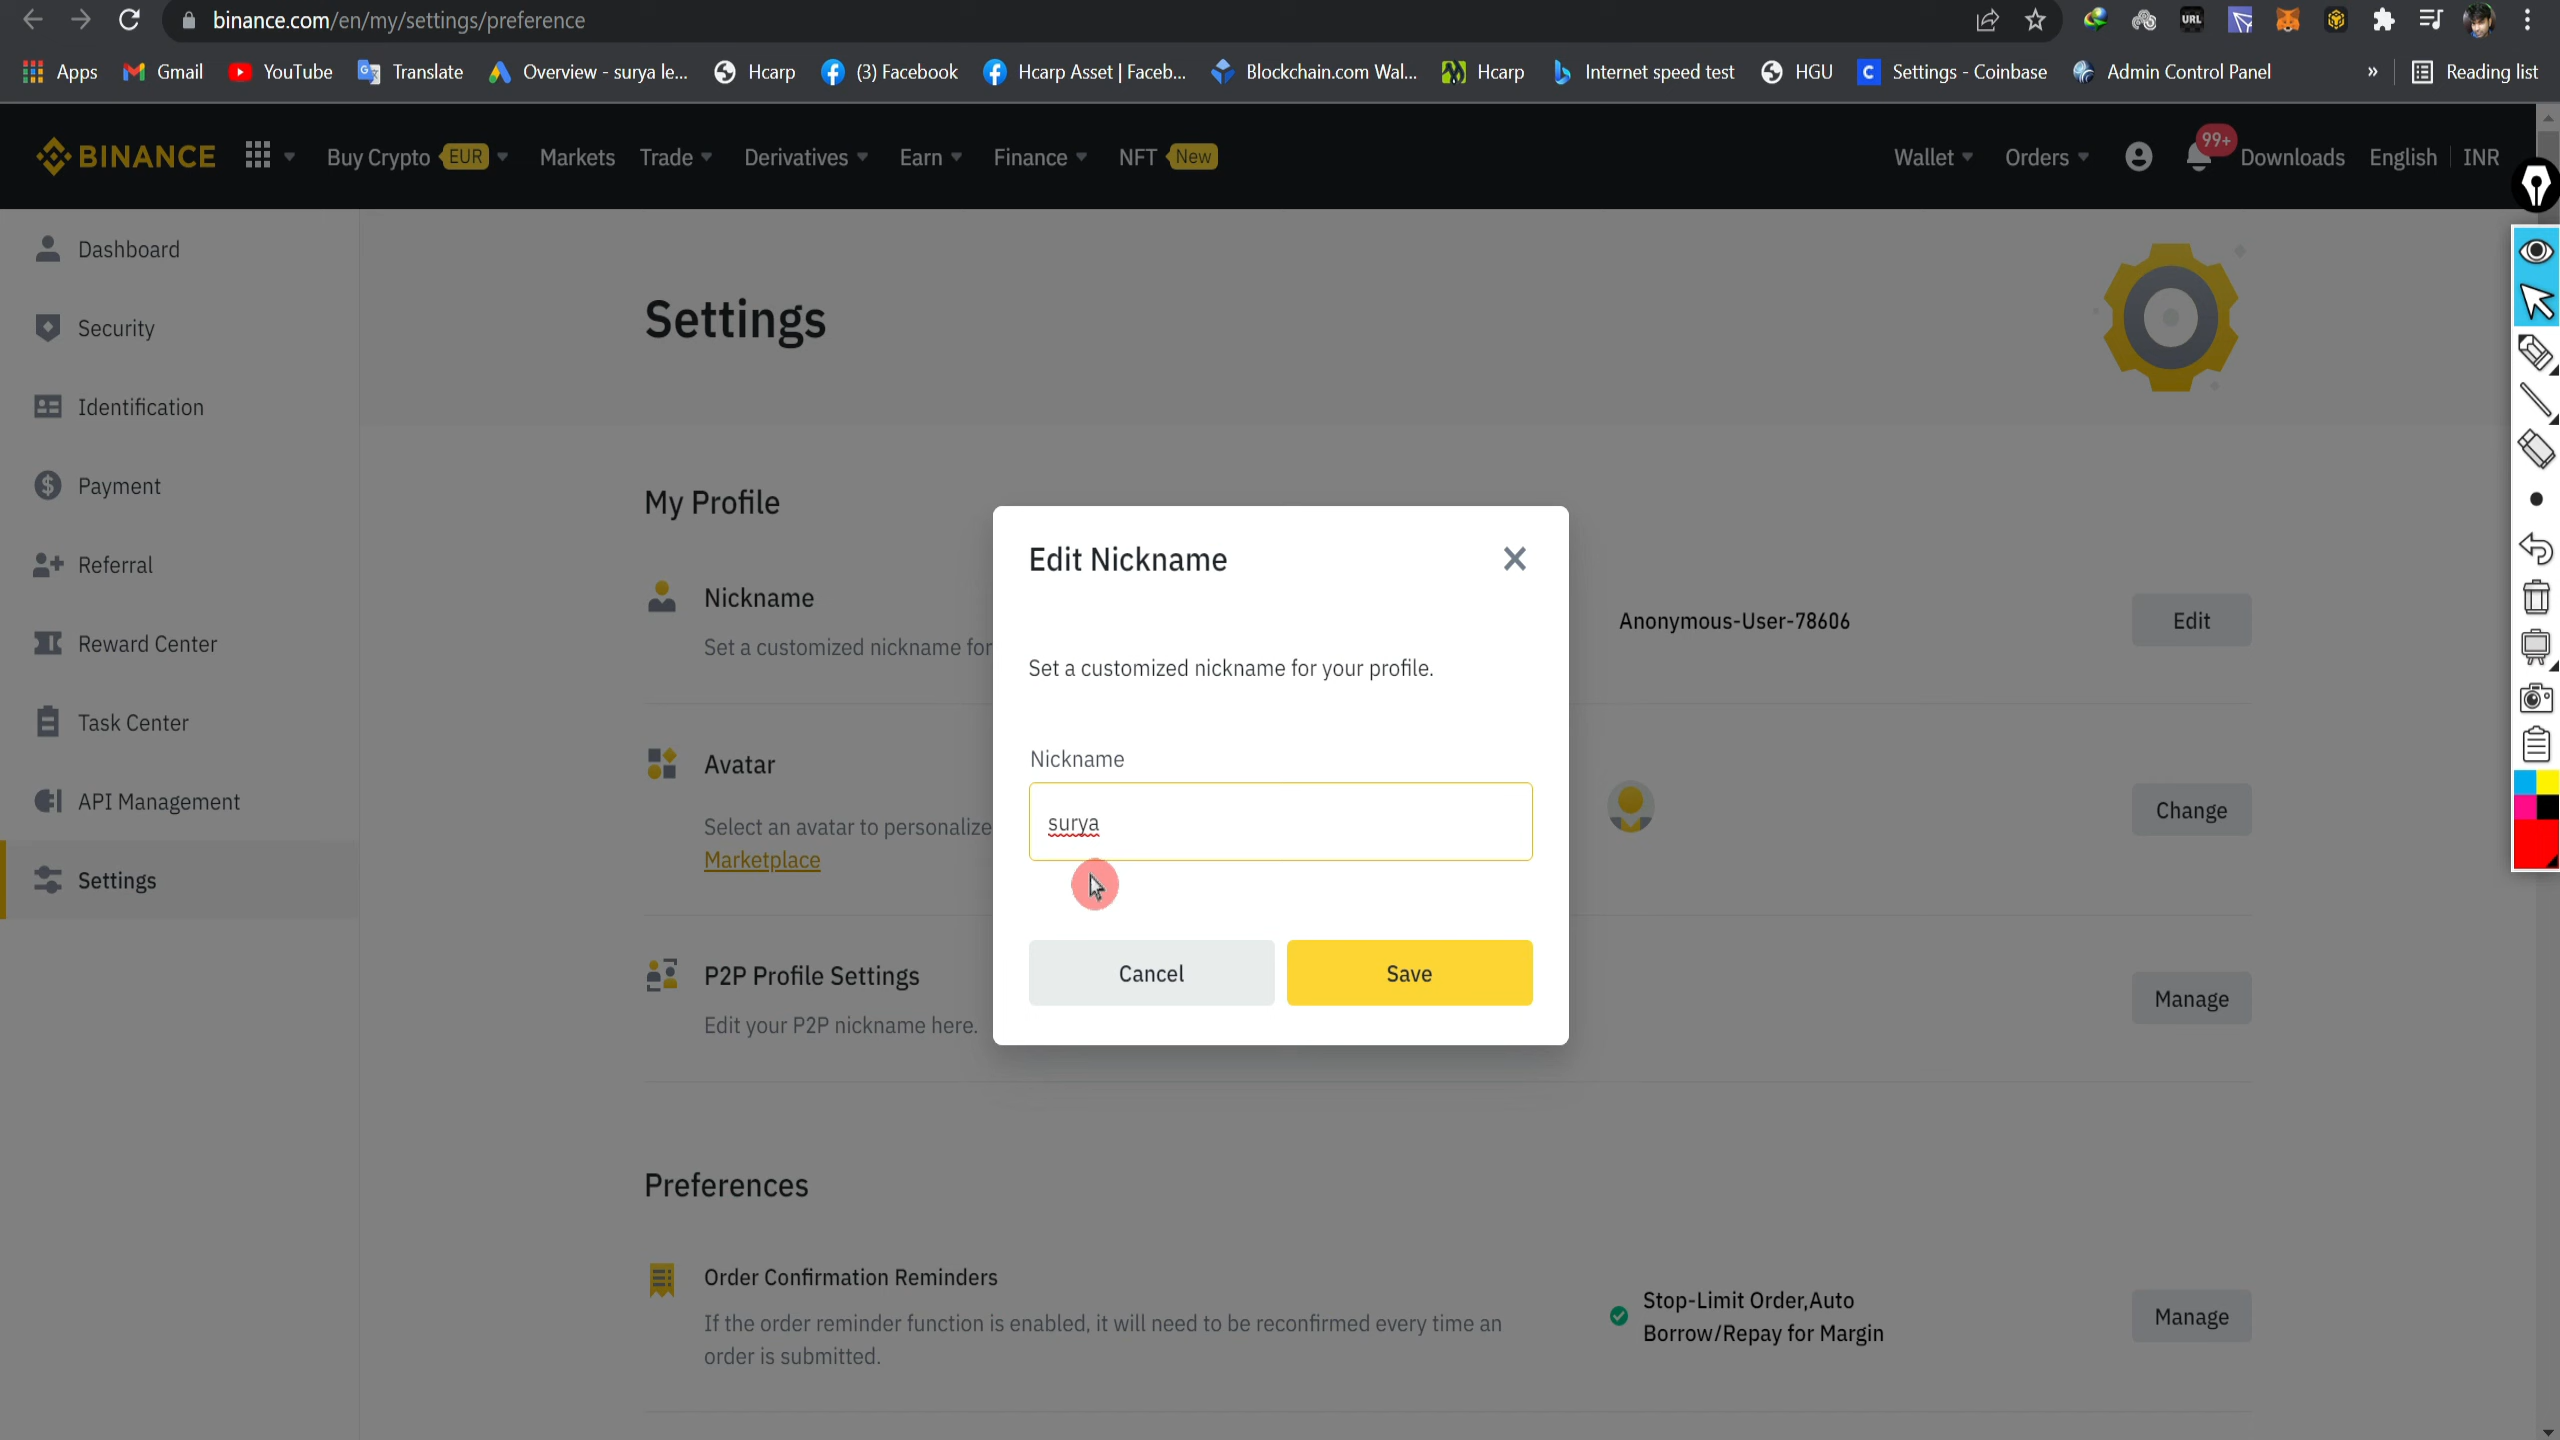 binance.com/en/my/settings/preference
URL
Apps Gmail YouTube Translate Overview - surya le... Hcarp (3) Facebook Hcarp Asset | Faceb... Blockchain.com Wal... Hcarp Internet speed test HGU Settings - Coinbase Admin Control Panel » Reading list
BINANCE Buy Crypto EUR Markets Trade Derivatives Earn Finance NFT New Wallet Orders 99+ Downloads English INR
Dashboard
Security
Identification
Payment
Referral
Reward Center
Task Center
API Management
Settings
Settings
My Profile
Nickname
Set a customized nickname for
Anonymous-User-78606
Edit
Avatar
Select an avatar to personalize
Marketplace
Change
P2P Profile Settings
Edit your P2P nickname here.
Manage
Edit Nickname
Set a customized nickname for your profile.
Nickname
surya
Cancel Save
Preferences
Order Confirmation Reminders
If the order reminder function is enabled, it will need to be reconfirmed every time an
order is submitted.
Stop-Limit Order,Auto
Borrow/Repay for Margin
Manage